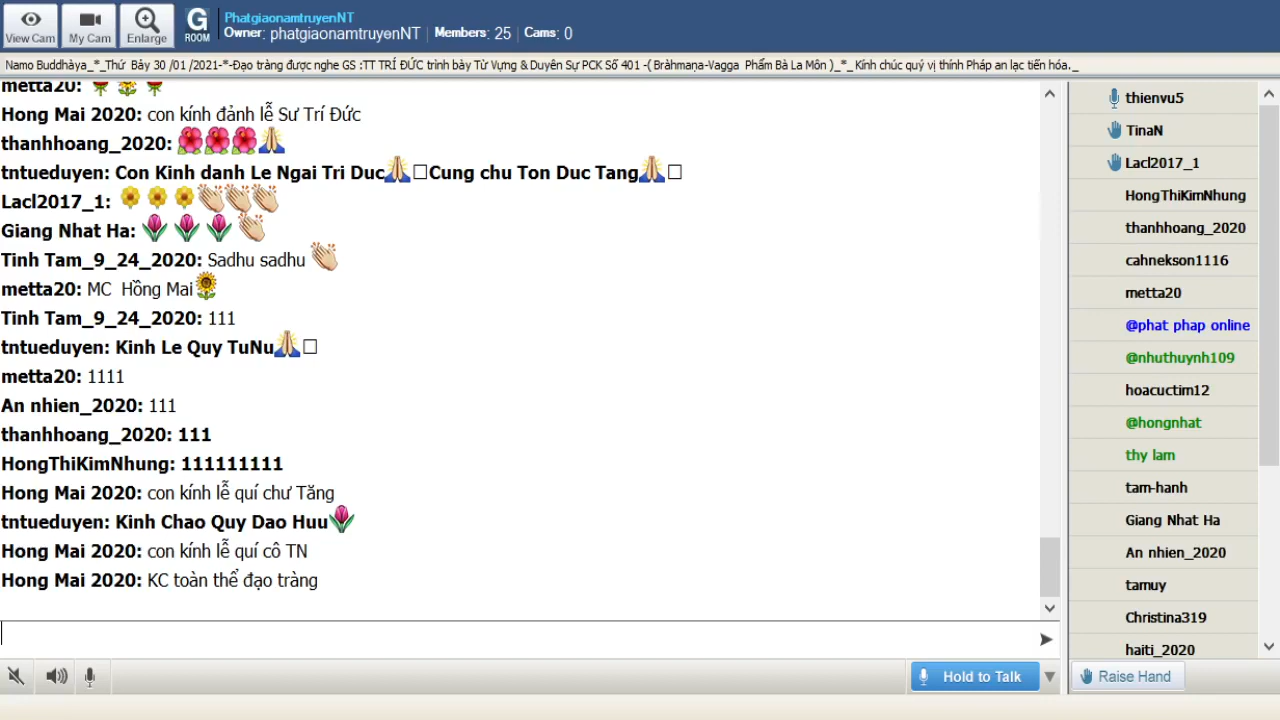 View Cam
My Cam
Enlarge
G
ROOM
PhatgiaonamtruyenNT
Owner: phatgiaonamtruyenNT | Members: 25 | Cams: 0
Namo Buddhàya_*_Thứ Bảy 30 /01 /2021-*-Đạo tràng được nghe GS :TT TRÍ ĐỨC trình bày Từ Vựng & Duyên Sự PCK Số 401 -( Bràhmaṇa-Vagga Phẩm Bà La Môn )_*_ Kính chúc quý vị thính Pháp an lạc tiến hóa._
metta20:
Hong Mai 2020: con kính đảnh lễ Sư Trí Đức
thanhhoang_2020:
tntueduyen: Con Kinh danh Le Ngai Tri Duc🙏□Cung chu Ton Duc Tang🙏□
Lacl2017_1:
Giang Nhat Ha:
Tinh Tam_9_24_2020: Sadhu sadhu
metta20: MC Hồng Mai
Tinh Tam_9_24_2020: 111
tntueduyen: Kinh Le Quy TuNu🙏□
metta20: 1111
An nhien_2020: 111
thanhhoang_2020: 111
HongThiKimNhung: 111111111
Hong Mai 2020: con kính lễ quí chư Tăng
tntueduyen: Kinh Chao Quy Dao Huu
Hong Mai 2020: con kính lễ quí cô TN
Hong Mai 2020: KC toàn thể đạo tràng
Hold to Talk
thienvu5
TinaN
Lacl2017_1
HongThiKimNhung
thanhhoang_2020
cahnekson1116
metta20
@phat phap online
@nhuthuynh109
hoacuctim12
@hongnhat
thy lam
tam-hanh
Giang Nhat Ha
An nhien_2020
tamuy
Christina319
haiti_2020
Raise Hand